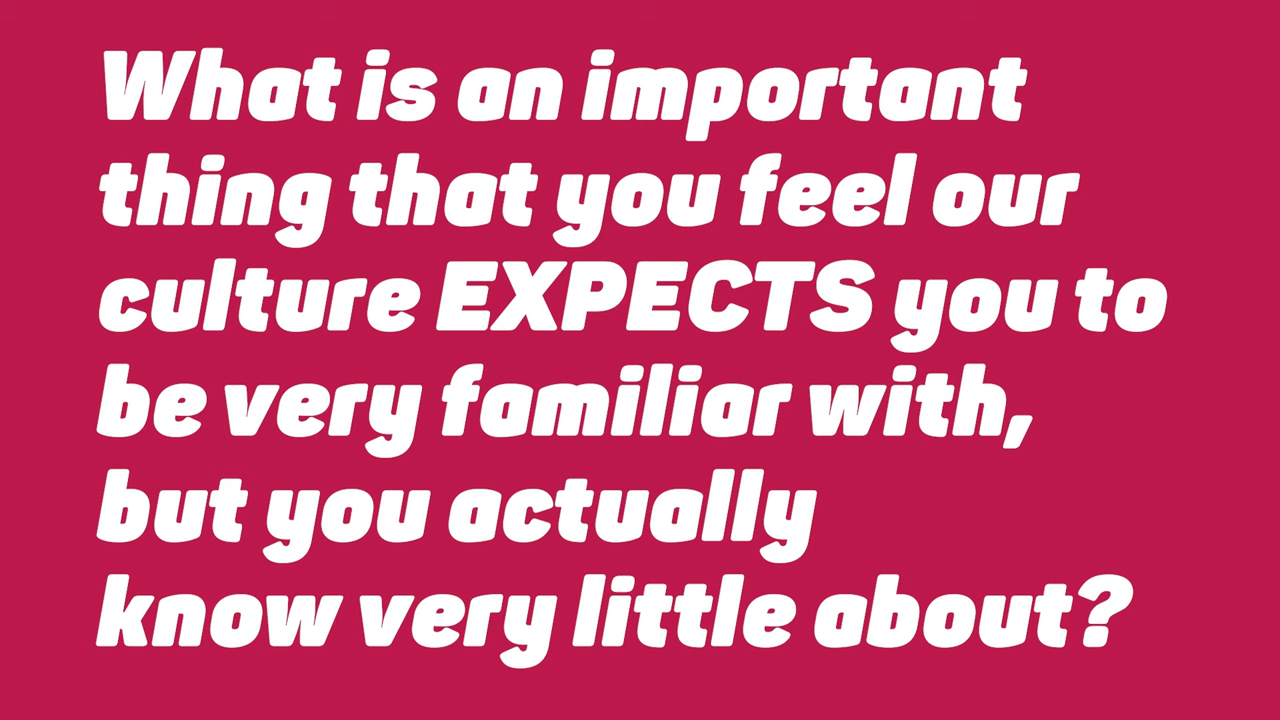 What is an important
thing that you feel our
culture EXPECTS you to
be very familiar with,
but you actually
know very little about?